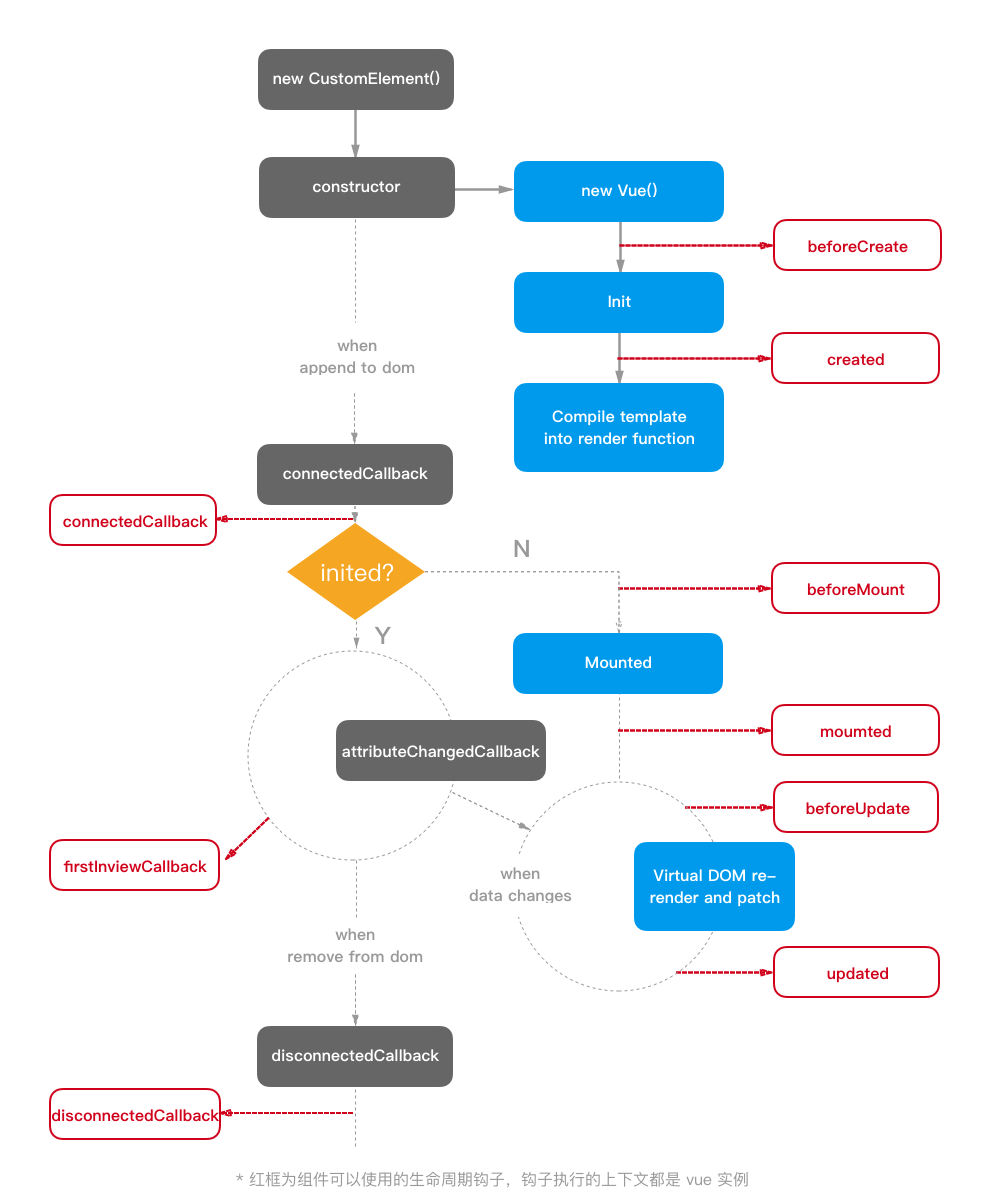 new CustomElement()
constructor
new Vue()
beforeCreate
Init
when
append to dom
created
Compile template
into render function
connectedCallback
connectedCallback
N
inited?
beforeMount
Y
Mounted
moumted
attributeChangedCallback
beforeUpdate
firstInviewCallback
when
data changes
Virtual DOM re-
render and patch
when
remove from dom
updated
disconnectedCallback
disconnectedCallback
* 红框为组件可以使用的生命周期钩子，钩子执行的上下文都是 vue 实例